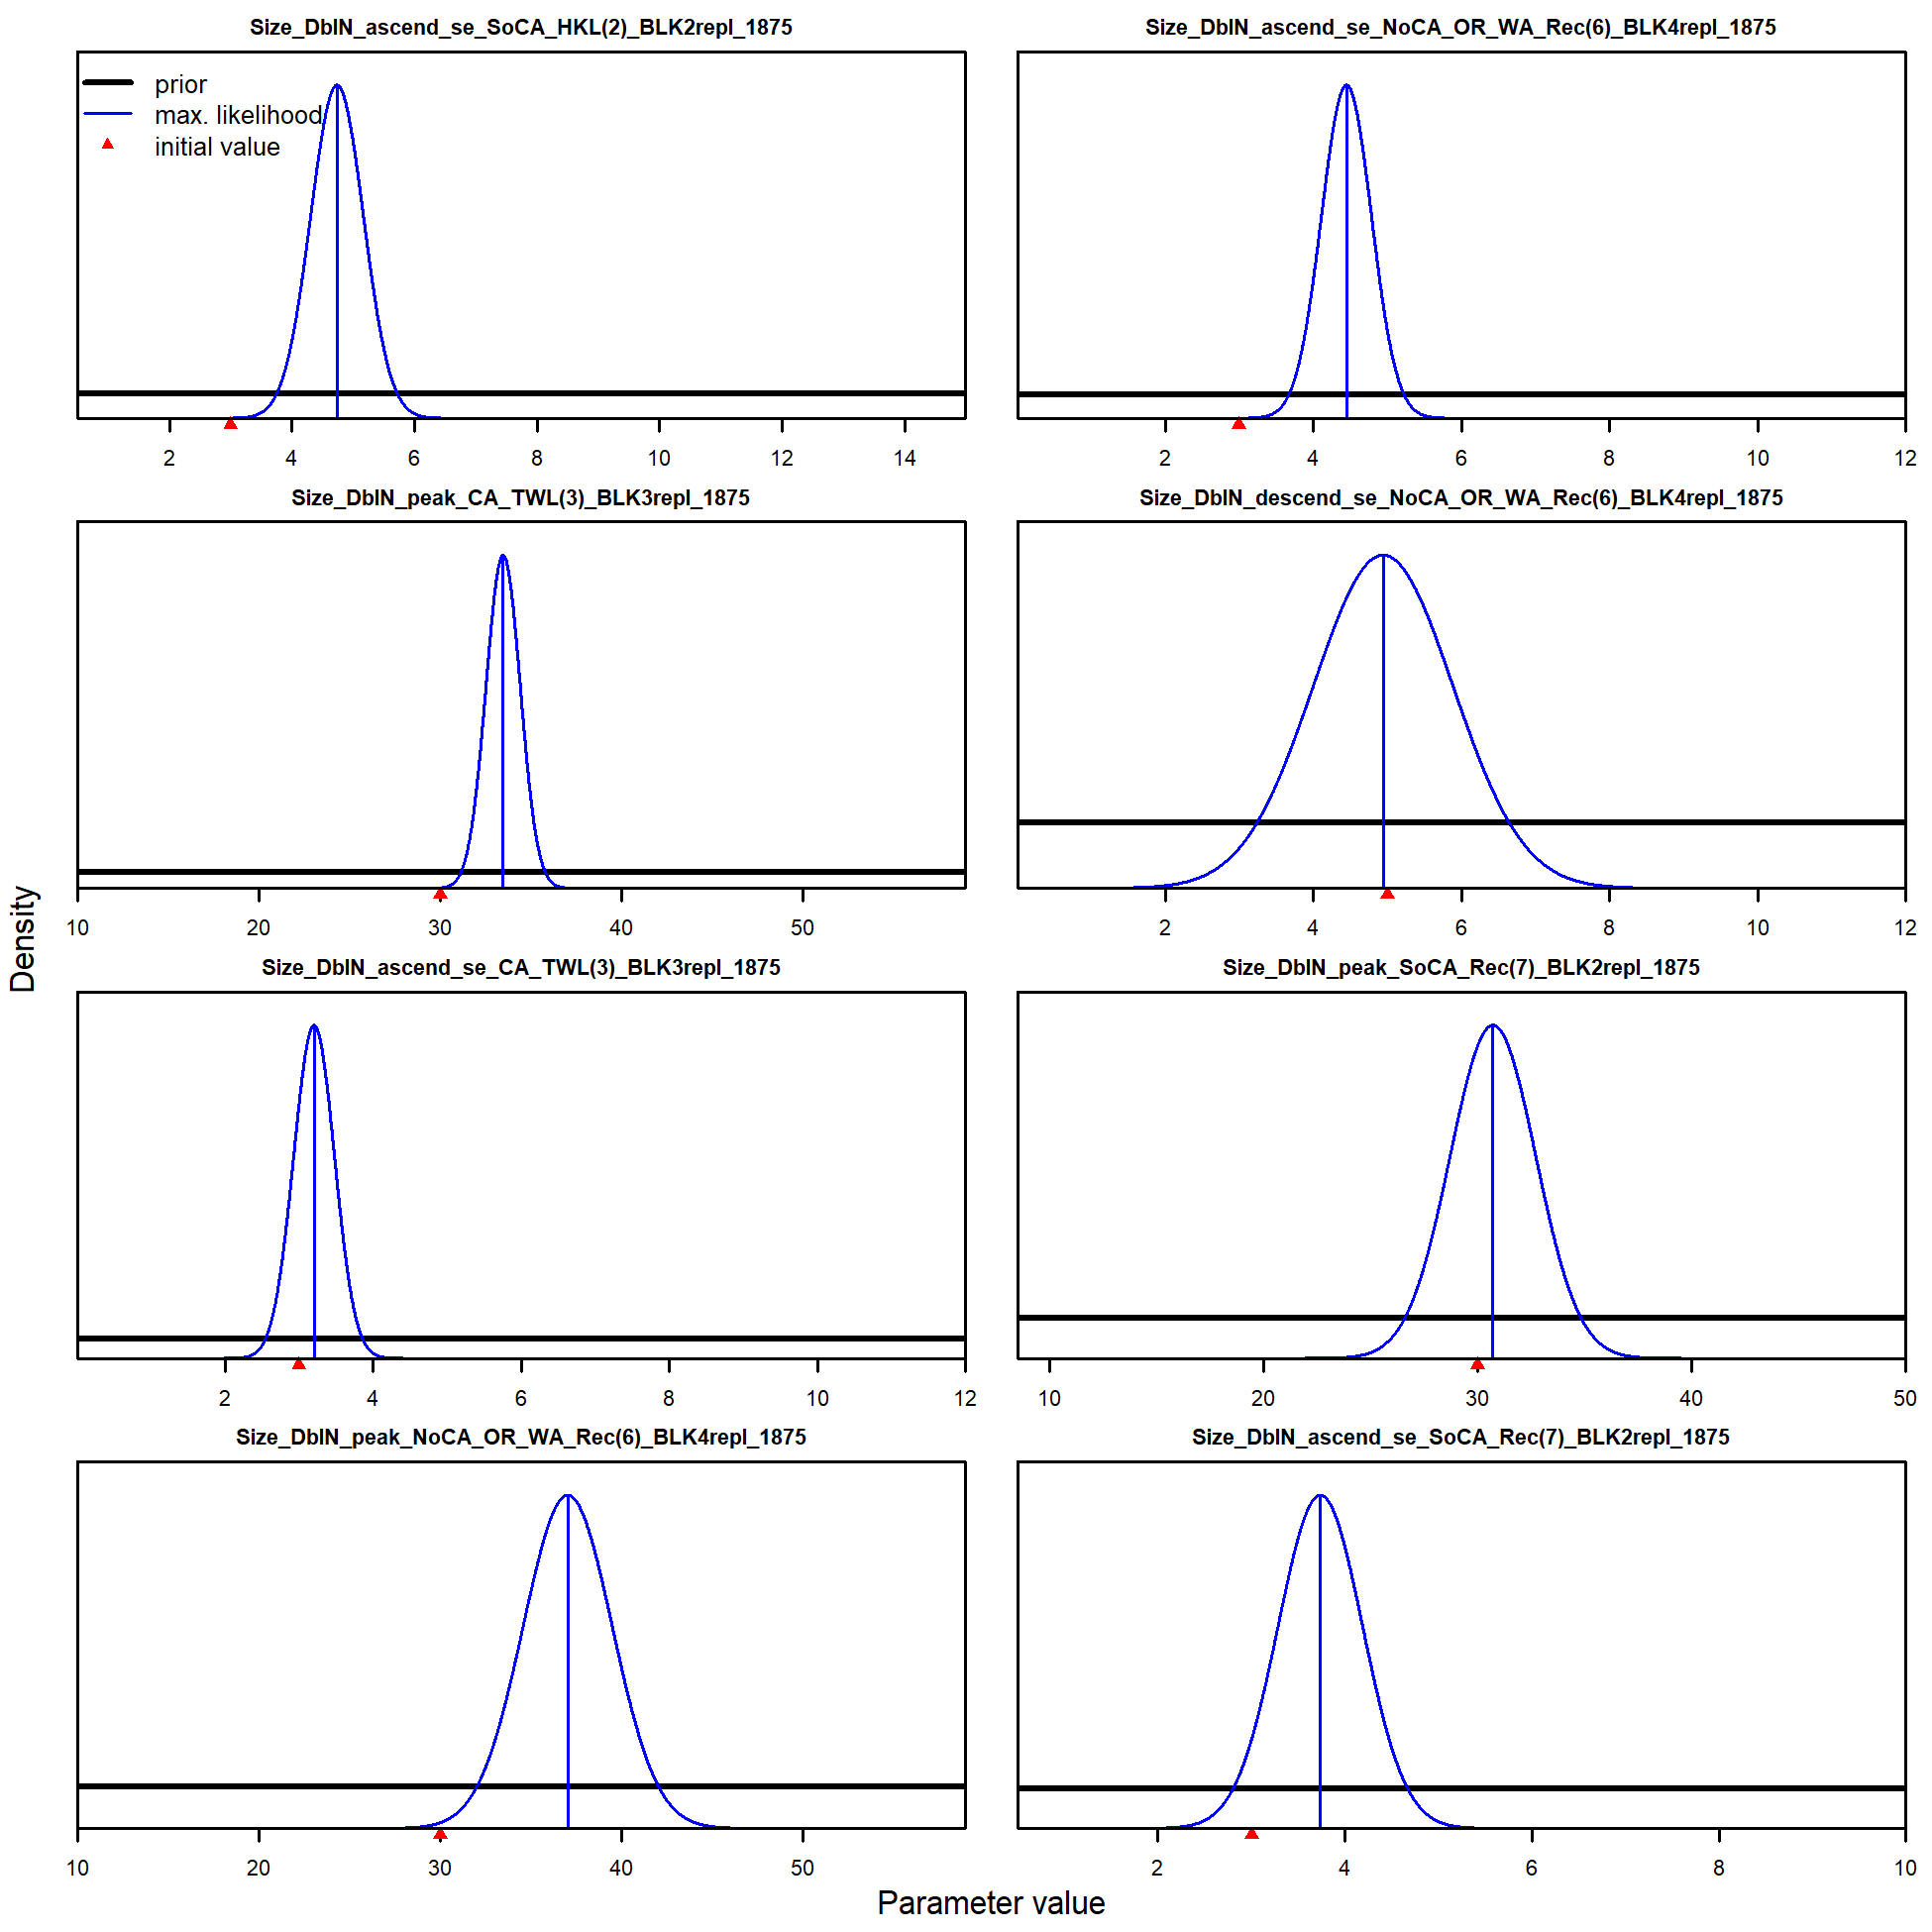 Size_DblN_ascend_se_SoCA_HKL(2)_BLK2repl_1875
prior
max. likelihood
initial value
2 4 6 8 10 12 14
Size_DblN_ascend_se_NoCA_OR_WA_Rec(6)_BLK4repl_1875
2 4 6 8 10 12
Size_DblN_peak_CA_TWL(3)_BLK3repl_1875
10 20 30 40 50
Size_DblN_descend_se_NoCA_OR_WA_Rec(6)_BLK4repl_1875
2 4 6 8 10 12
Size_DblN_ascend_se_CA_TWL(3)_BLK3repl_1875
2 4 6 8 10 12
Size_DblN_peak_SoCA_Rec(7)_BLK2repl_1875
10 20 30 40 50
Size_DblN_peak_NoCA_OR_WA_Rec(6)_BLK4repl_1875
10 20 30 40 50
Size_DblN_ascend_se_SoCA_Rec(7)_BLK2repl_1875
2 4 6 8 10
Density
Parameter value